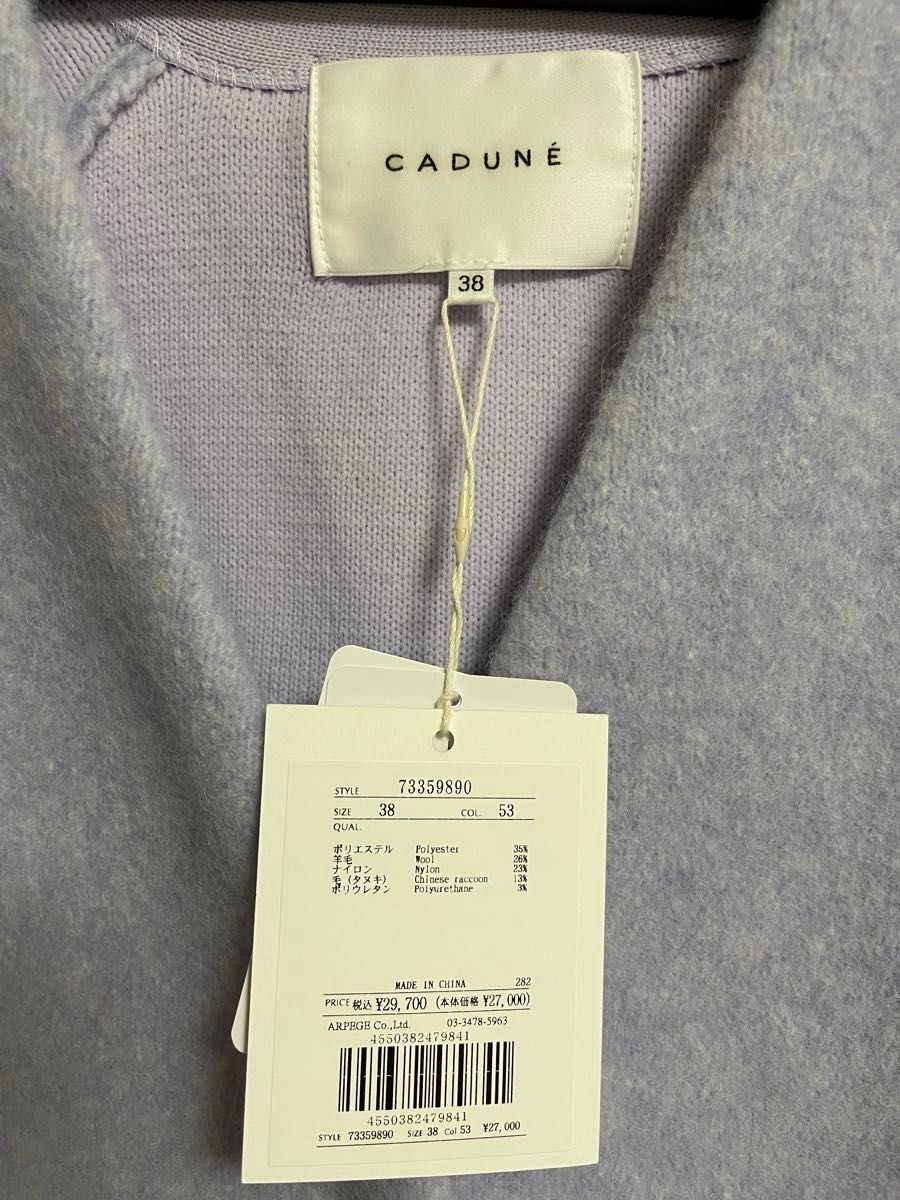 CADUNÉ
38
STYLE 73359890
SIZE 38 COL. 53
QUAL.
ポリエステル Polyester 35%
羊毛 Wool 26%
ナイロン Nylon 23%
毛(タヌキ) Chinese raccoon 13%
ポリウレタン Polyurethane 3%
MADE IN CHINA 282
PRICE 税込 ¥29,700 (本体価格 ¥27,000)
ARPEGE Co.,Ltd. 03-3478-5963
4550382479841
4550382479841
STYLE 73359890 SIZE 38 Col 53 ¥27,000